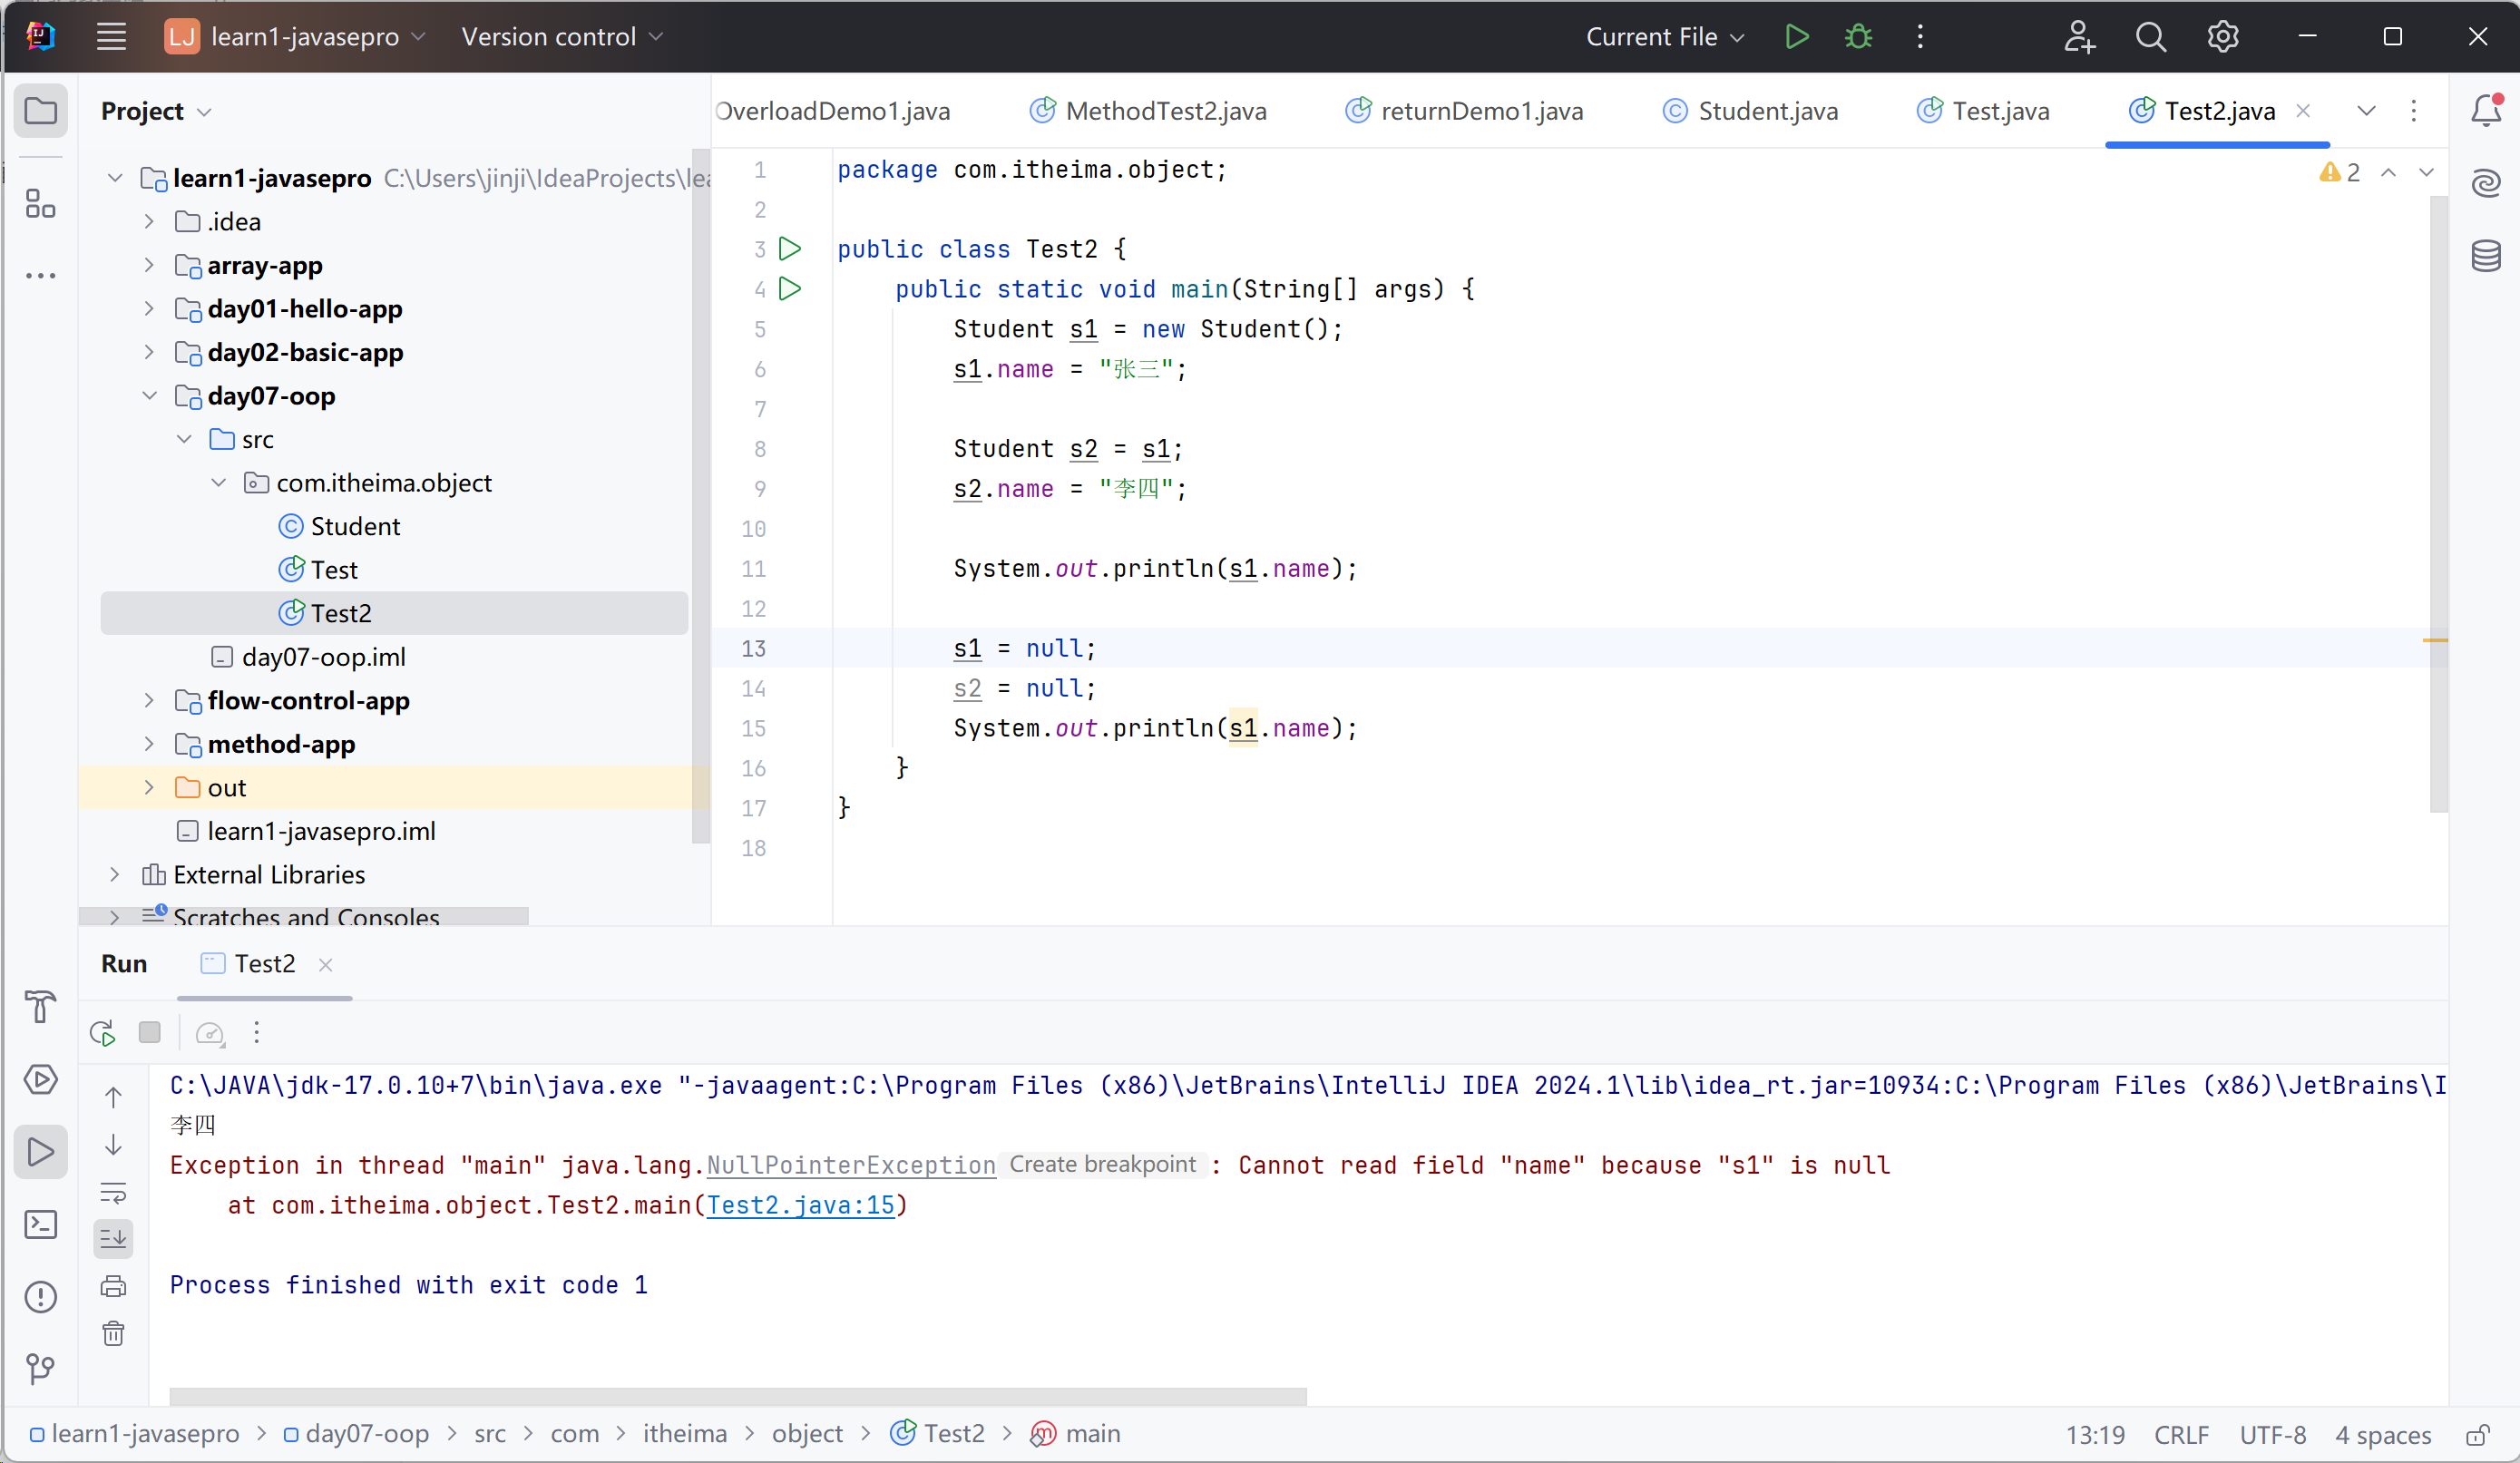 LJ learn1-javasepro Version control Current File
Project
OverloadDemo1.java MethodTest2.java returnDemo1.java Student.java Test.java Test2.java
learn1-javasepro C:\Users\jinji\IdeaProjects\lea
.idea
array-app
day01-hello-app
day02-basic-app
day07-oop
src
com.itheima.object
Student
Test
Test2
day07-oop.iml
flow-control-app
method-app
out
learn1-javasepro.iml
External Libraries
Scratches and Consoles
2
1 package com.itheima.object;
2
3 public class Test2 {
4     public static void main(String[] args) {
5         Student s1 = new Student();
6         s1.name = "张三";
7
8         Student s2 = s1;
9         s2.name = "李四";
10
11         System.out.println(s1.name);
12
13         s1 = null;
14         s2 = null;
15         System.out.println(s1.name);
16     }
17 }
18
Run Test2
C:\JAVA\jdk-17.0.10+7\bin\java.exe "-javaagent:C:\Program Files (x86)\JetBrains\IntelliJ IDEA 2024.1\lib\idea_rt.jar=10934:C:\Program Files (x86)\JetBrains\I
李四
Exception in thread "main" java.lang.NullPointerException Create breakpoint : Cannot read field "name" because "s1" is null
    at com.itheima.object.Test2.main(Test2.java:15)
Process finished with exit code 1
learn1-javasepro > day07-oop > src > com > itheima > object > Test2 > main 13:19 CRLF UTF-8 4 spaces